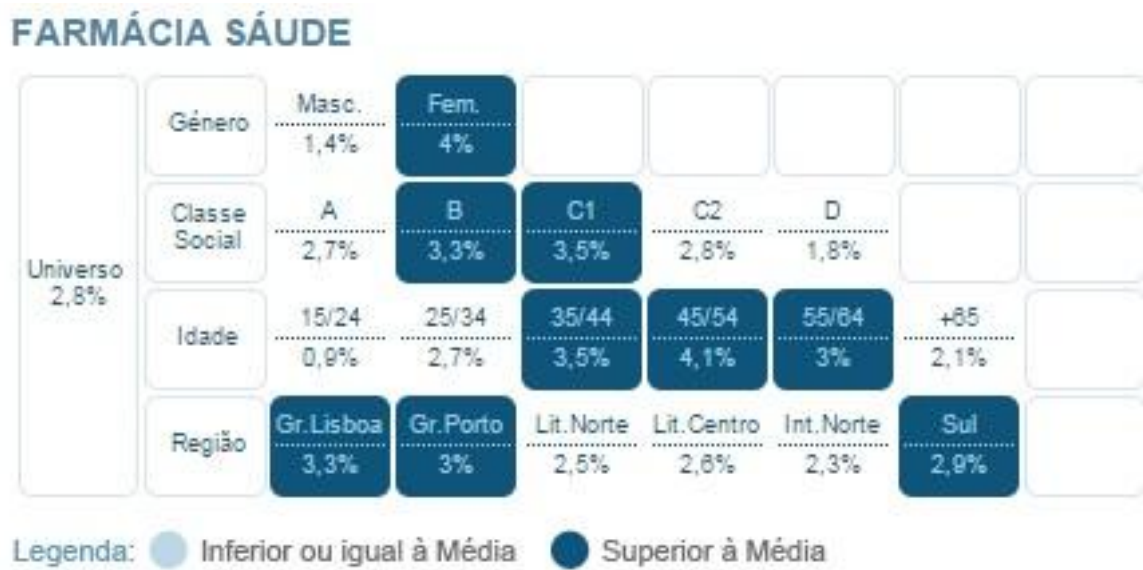 FARMÁCIA SÁUDE
Universo
2,8%
Género
Masc.
1,4%
Fem.
4%
Classe
Social
A
2,7%
B
3,3%
C1
3,5%
C2
2,8%
D
1,8%
Idade
15/24
0,9%
25/34
2,7%
35/44
3,5%
45/54
4,1%
55/64
3%
+65
2,1%
Região
Gr.Lisboa
3,3%
Gr.Porto
3%
Lit.Norte
2,5%
Lit.Centro
2,6%
Int.Norte
2,3%
Sul
2,9%
Legenda: Inferior ou igual à Média Superior à Média